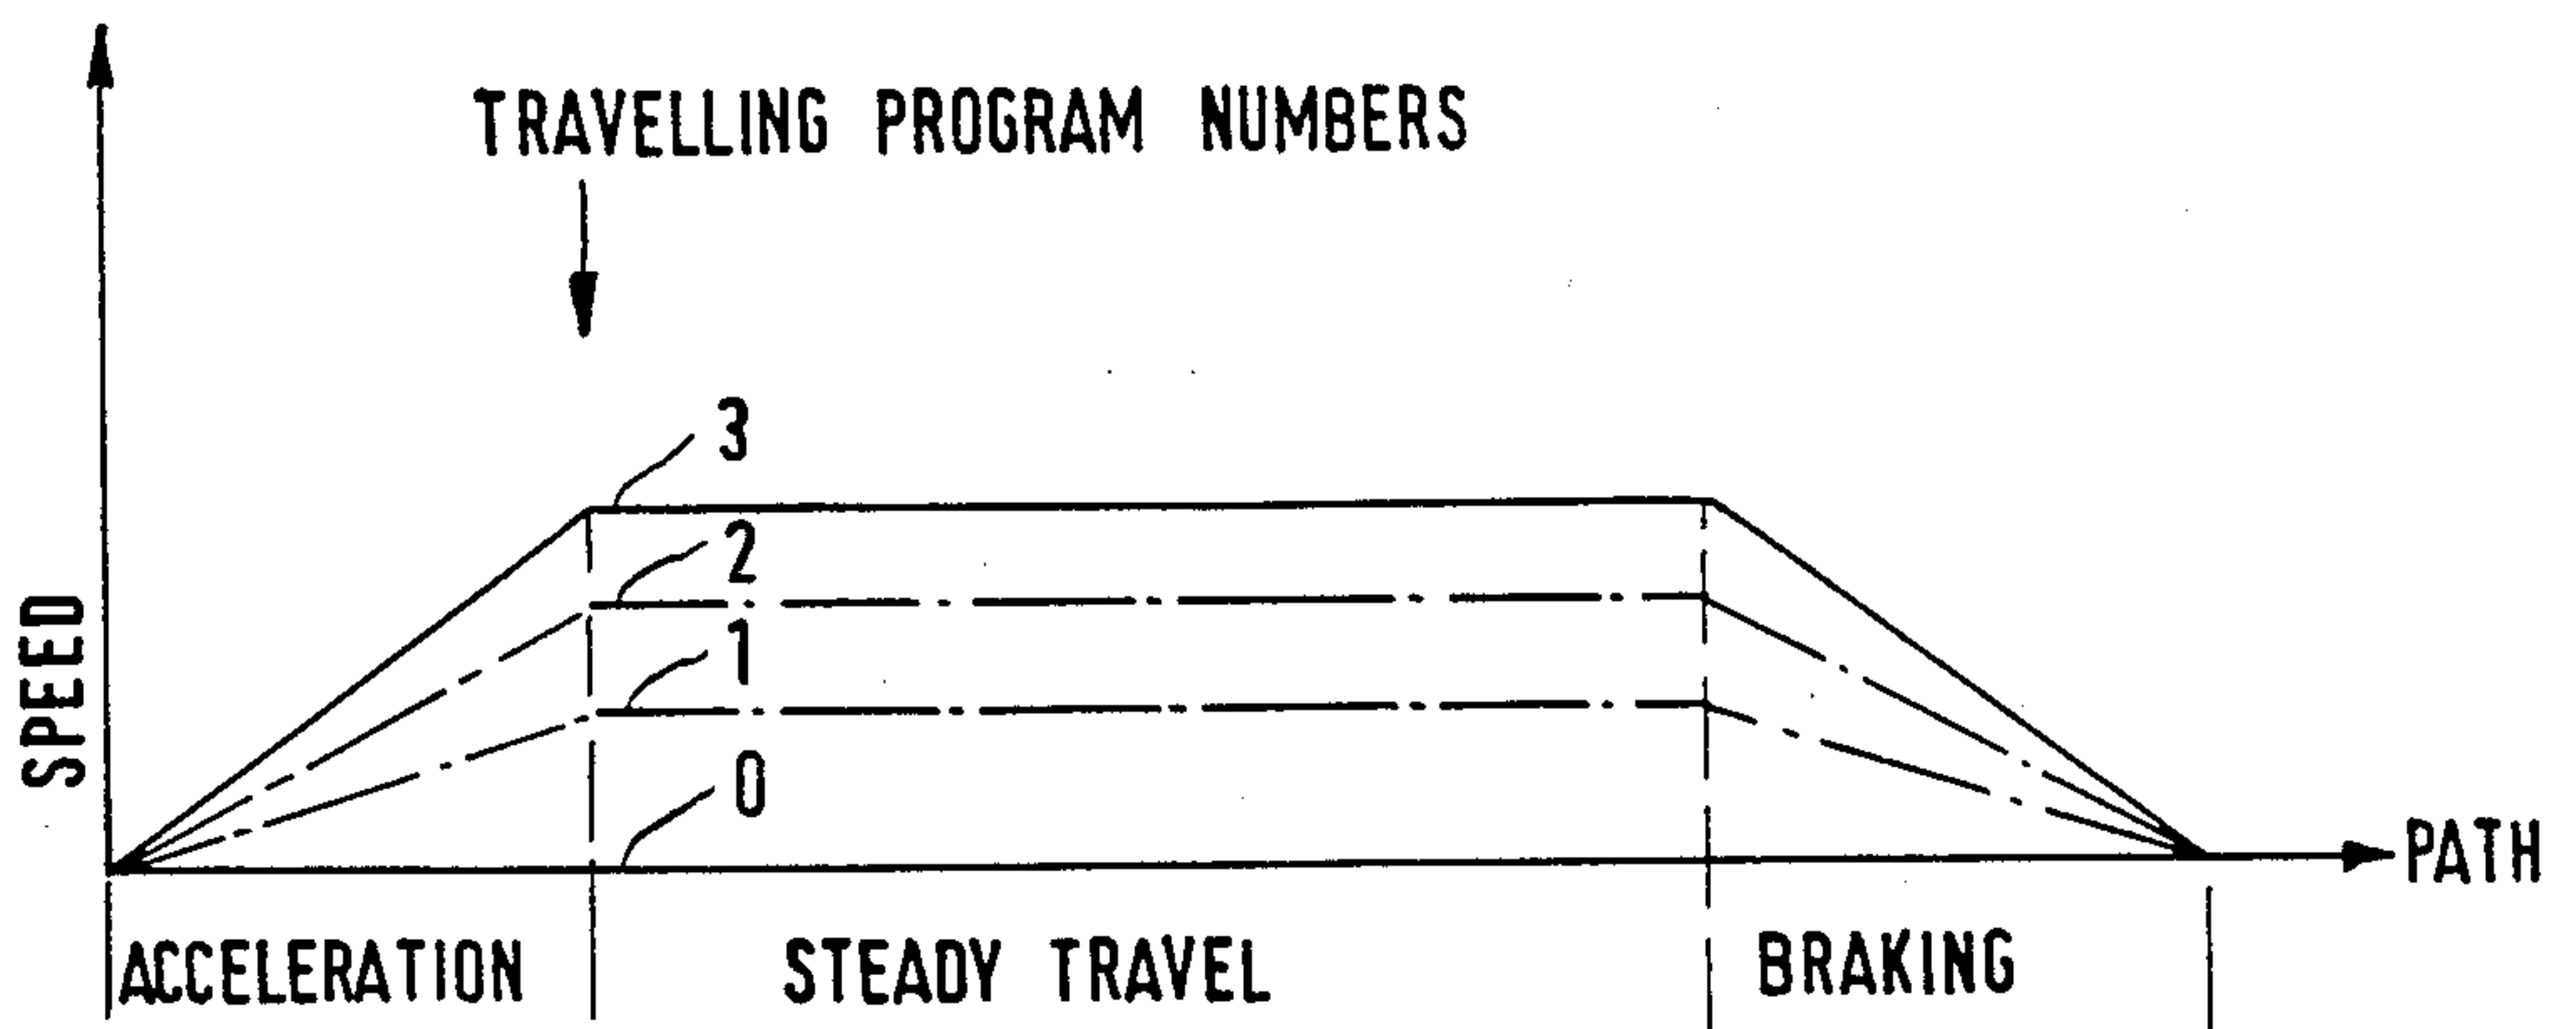 TRAVELLING PROGRAM NUMBERS
3
2
1
0
SPEED
PATH
ACCELERATION
STEADY TRAVEL
BRAKING